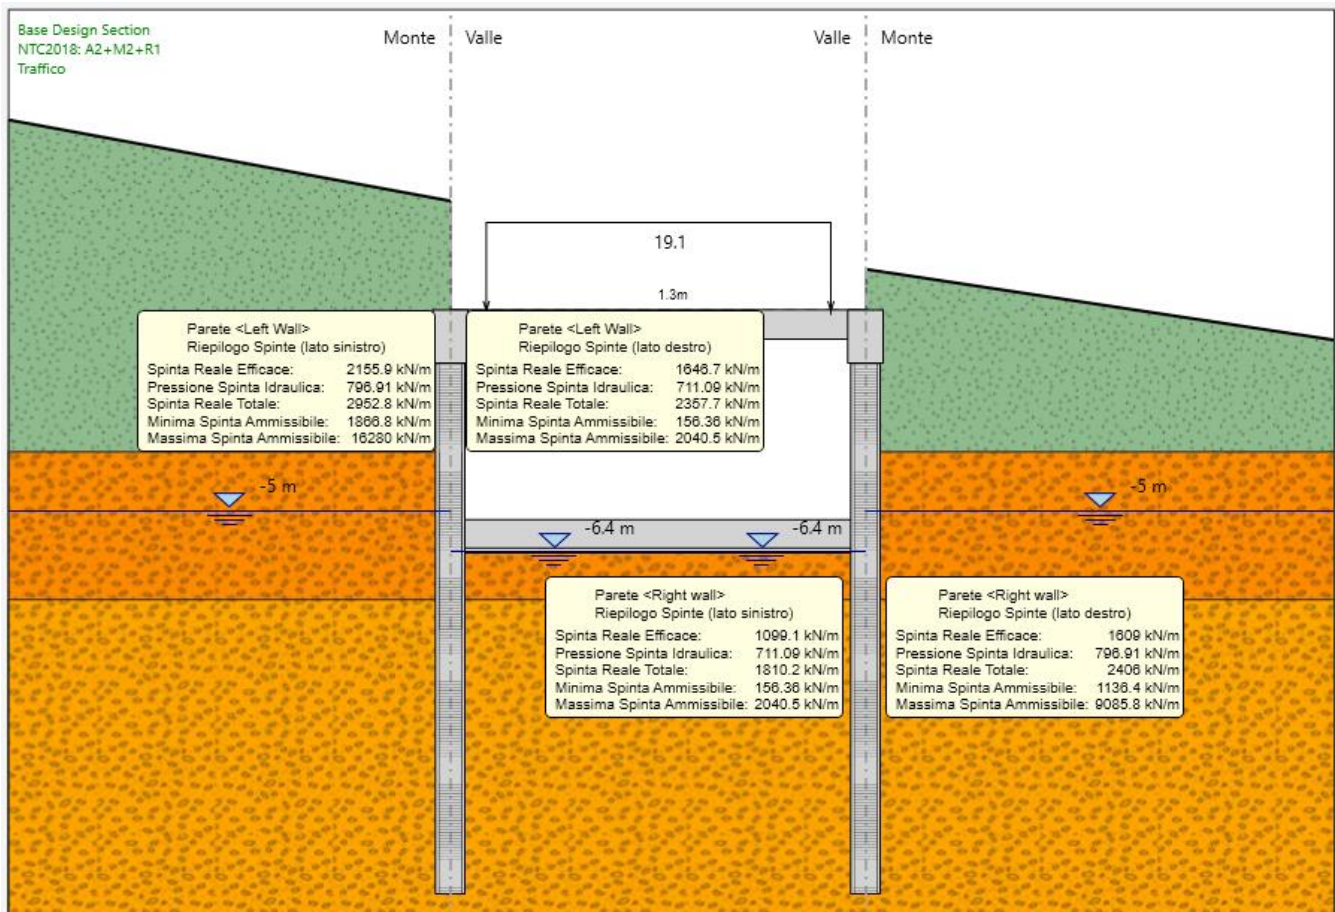 Base Design Section
NTC2018: A2+M2+R1
Traffico
Monte
Valle
Valle
Monte
19.1
1.3m
Parete <Left Wall>
Riepilogo Spinte (lato sinistro)
Spinta Reale Efficace: 2155.9 kN/m
Pressione Spinta Idraulica: 796.91 kN/m
Spinta Reale Totale: 2952.8 kN/m
Minima Spinta Ammissibile: 1866.8 kN/m
Massima Spinta Ammissibile: 16280 kN/m
Parete <Left Wall>
Riepilogo Spinte (lato destro)
Spinta Reale Efficace: 1646.7 kN/m
Pressione Spinta Idraulica: 711.09 kN/m
Spinta Reale Totale: 2357.7 kN/m
Minima Spinta Ammissibile: 156.36 kN/m
Massima Spinta Ammissibile: 2040.5 kN/m
-5 m
-5 m
-6.4 m
-6.4 m
Parete <Right wall>
Riepilogo Spinte (lato sinistro)
Spinta Reale Efficace: 1099.1 kN/m
Pressione Spinta Idraulica: 711.09 kN/m
Spinta Reale Totale: 1810.2 kN/m
Minima Spinta Ammissibile: 156.36 kN/m
Massima Spinta Ammissibile: 2040.5 kN/m
Parete <Right wall>
Riepilogo Spinte (lato destro)
Spinta Reale Efficace: 1609 kN/m
Pressione Spinta Idraulica: 796.91 kN/m
Spinta Reale Totale: 2406 kN/m
Minima Spinta Ammissibile: 1136.4 kN/m
Massima Spinta Ammissibile: 9085.8 kN/m